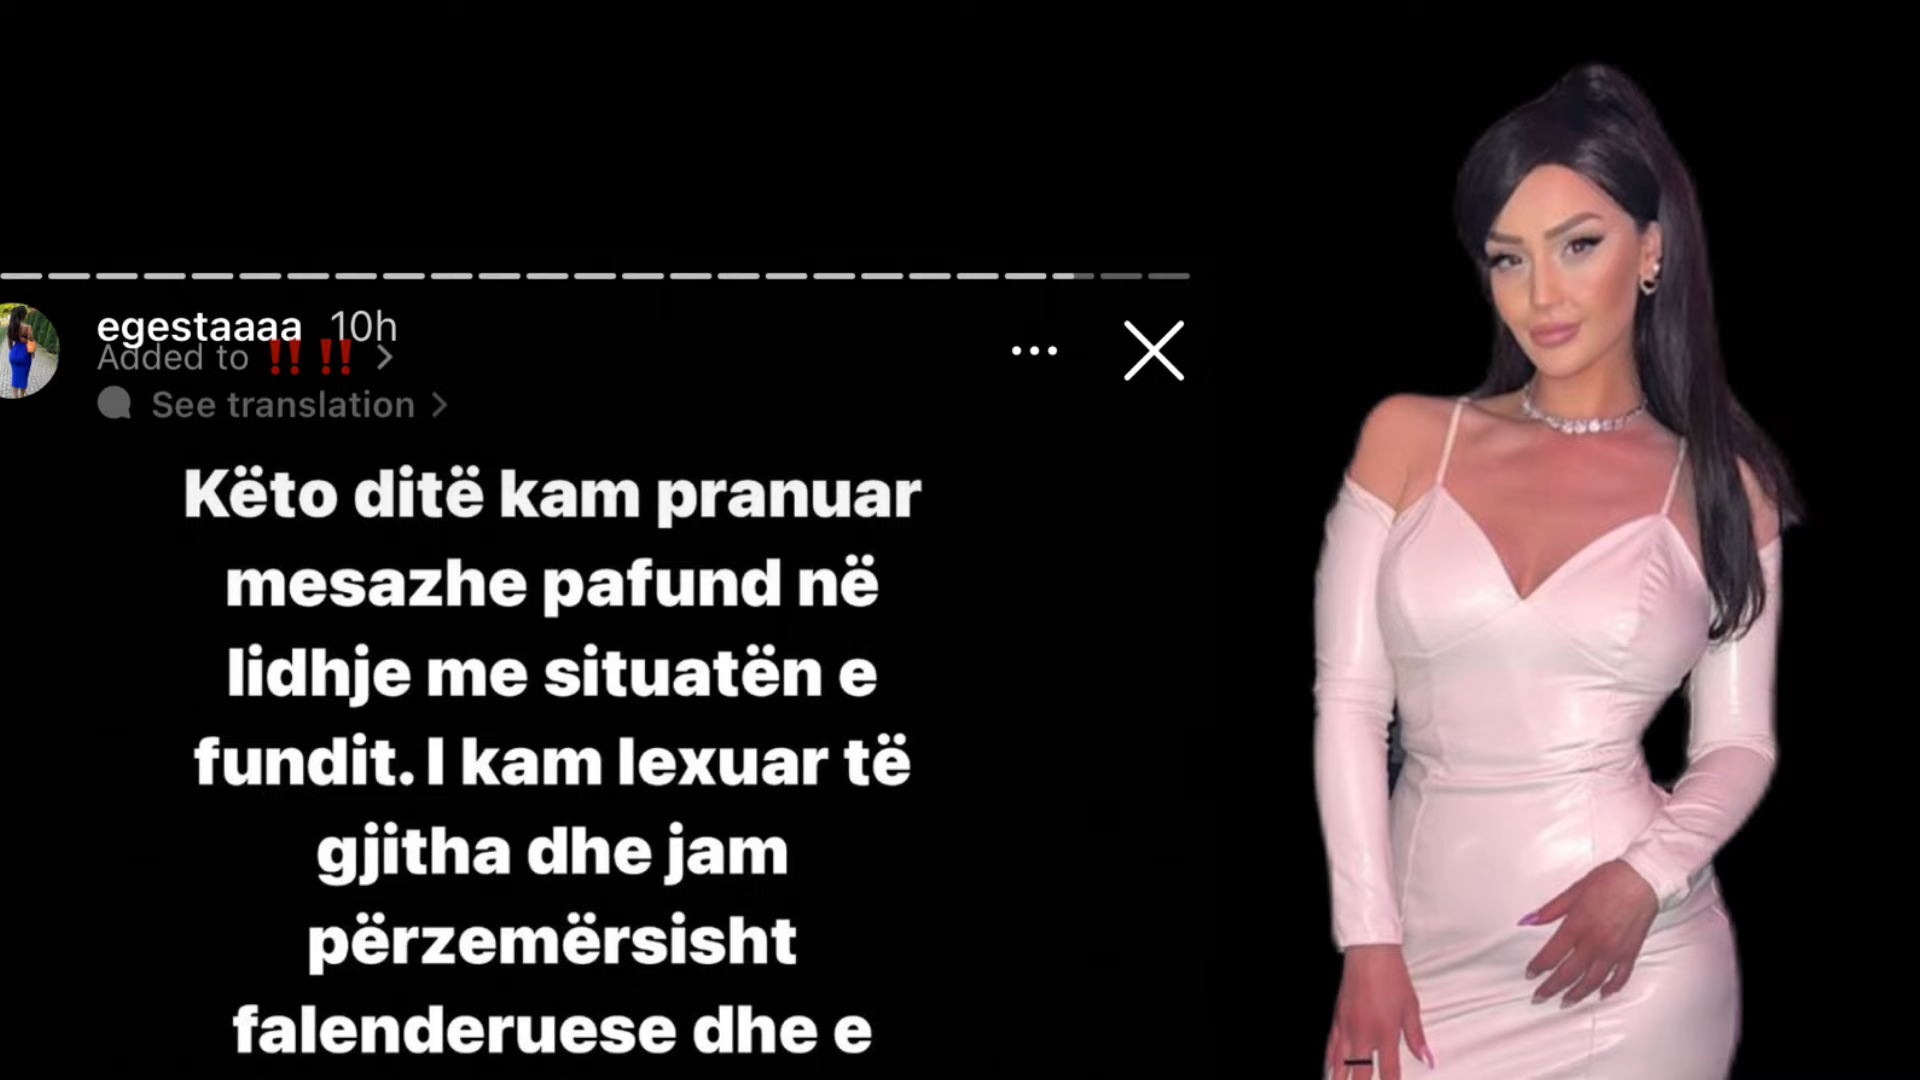 egestaaaa 10h
Added to ‼️ ‼️ >
See translation >
Këto ditë kam pranuar
mesazhe pafund në
lidhje me situatën e
fundit. I kam lexuar të
gjitha dhe jam
përzemërsisht
falenderuese dhe e